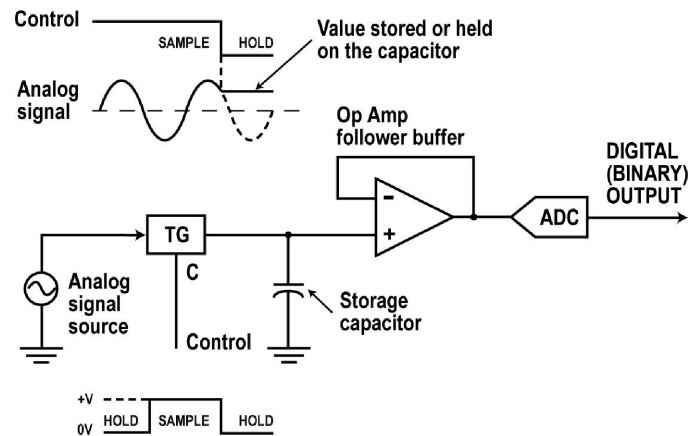 Control
SAMPLE HOLD
Value stored or held
on the capacitor
Analog
signal
Op Amp
follower buffer
DIGITAL
(BINARY)
OUTPUT
-
+
ADC
TG
C
Analog
signal
source
Storage
capacitor
Control
+V
0V
HOLD SAMPLE HOLD